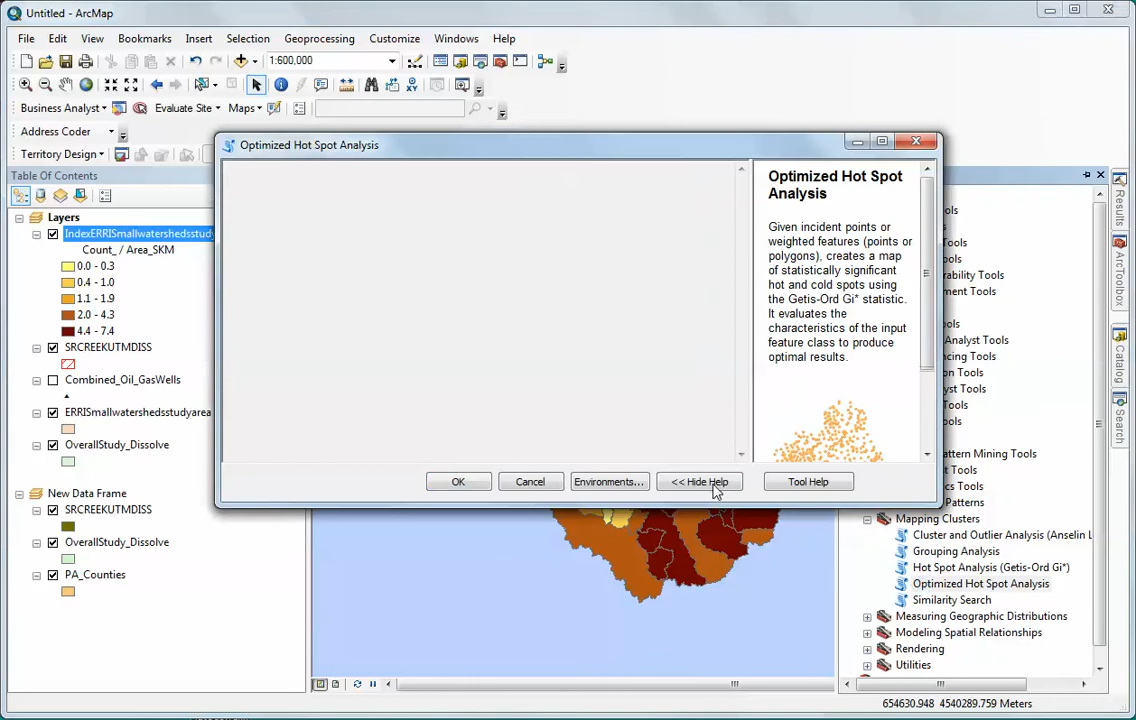 Untitled - ArcMap
File Edit View Bookmarks Insert Selection Geoprocessing Customize Windows Help
1:600,000
Business Analyst Evaluate Site Maps
Address Coder
Territory Design
Table Of Contents
Layers
IndexERRISmallwatershedsstudy
Count_ / Area_SKM
0.0 - 0.3
0.4 - 1.0
1.1 - 1.9
2.0 - 4.3
4.4 - 7.4
SRCREEKUTMDISS
Combined_Oil_GasWells
ERRISmallwatershedsstudyarea
OverallStudy_Dissolve
New Data Frame
SRCREEKUTMDISS
OverallStudy_Dissolve
PA_Counties
Optimized Hot Spot Analysis
Optimized Hot Spot
Analysis
Given incident points or
weighted features (points or
polygons), creates a map
of statistically significant
hot and cold spots using
the Getis-Ord Gi* statistic.
It evaluates the
characteristics of the input
feature class to produce
optimal results.
OK Cancel Environments... << Hide Help Tool Help
ols
Tools
rability Tools
ment Tools
ols
Analyst Tools
ncing Tools
on Tools
yst Tools
Tools
ols
attern Mining Tools
st Tools
cs Tools
Patterns
Mapping Clusters
Cluster and Outlier Analysis (Anselin L
Grouping Analysis
Hot Spot Analysis (Getis-Ord Gi*)
Optimized Hot Spot Analysis
Similarity Search
Measuring Geographic Distributions
Modeling Spatial Relationships
Rendering
Utilities
Results
ArcToolbox
Catalog
Search
654630.948 4540289.759 Meters